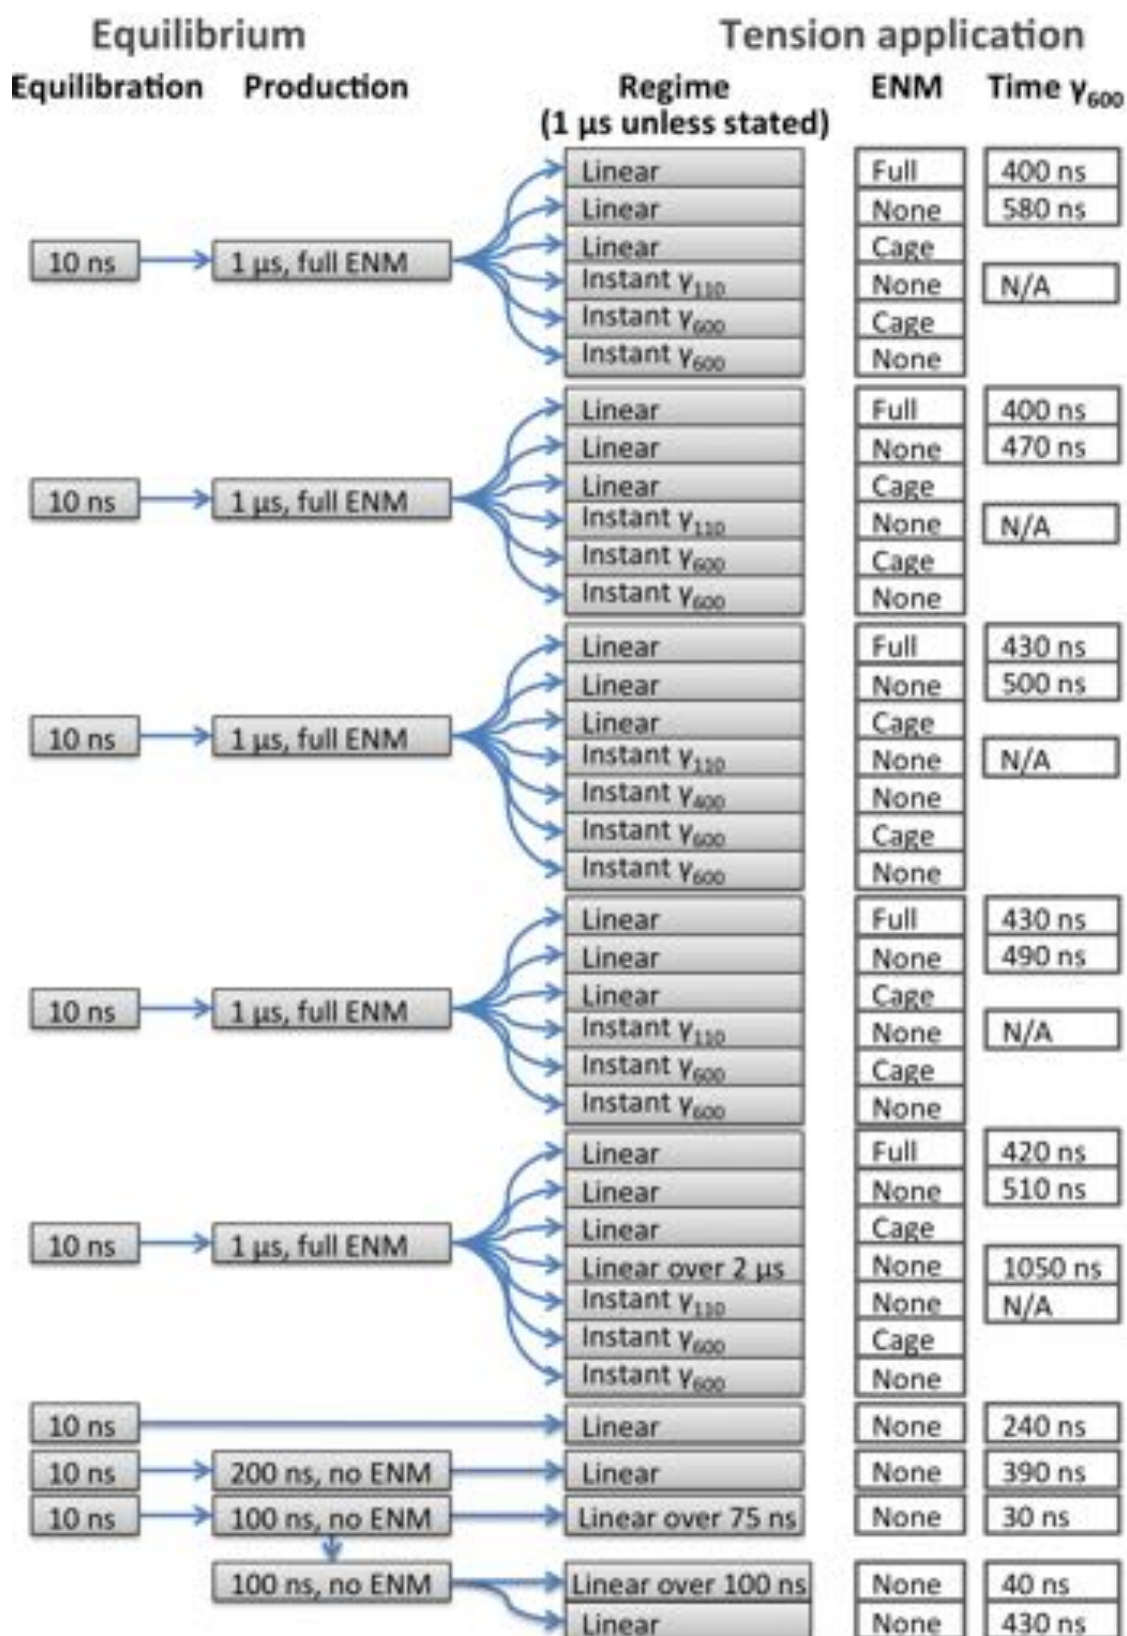 Equilibrium Tension application
Equilibration Production Regime ENM Time γ₆₀₀
(1 μs unless stated)
Linear Full 400 ns
Linear None 580 ns
Linear Cage
10 ns 1 μs, full ENM Instant γ₁₁₀ None N/A
Instant γ₆₀₀ Cage
Instant γ₆₀₀ None
Linear Full 400 ns
Linear None 470 ns
Linear Cage
10 ns 1 μs, full ENM Instant γ₁₁₀ None N/A
Instant γ₆₀₀ Cage
Instant γ₆₀₀ None
Linear Full 430 ns
Linear None 500 ns
Linear Cage
10 ns 1 μs, full ENM Instant γ₁₁₀ None N/A
Instant γ₄₀₀ None
Instant γ₆₀₀ Cage
Instant γ₆₀₀ None
Linear Full 430 ns
Linear None 490 ns
Linear Cage
10 ns 1 μs, full ENM Instant γ₁₁₀ None N/A
Instant γ₆₀₀ Cage
Instant γ₆₀₀ None
Linear Full 420 ns
Linear None 510 ns
Linear Cage
10 ns 1 μs, full ENM Linear over 2 μs None 1050 ns
Instant γ₁₁₀ None N/A
Instant γ₆₀₀ Cage
Instant γ₆₀₀ None
10 ns Linear None 240 ns
10 ns 200 ns, no ENM Linear None 390 ns
10 ns 100 ns, no ENM Linear over 75 ns None 30 ns
100 ns, no ENM Linear over 100 ns None 40 ns
Linear None 430 ns